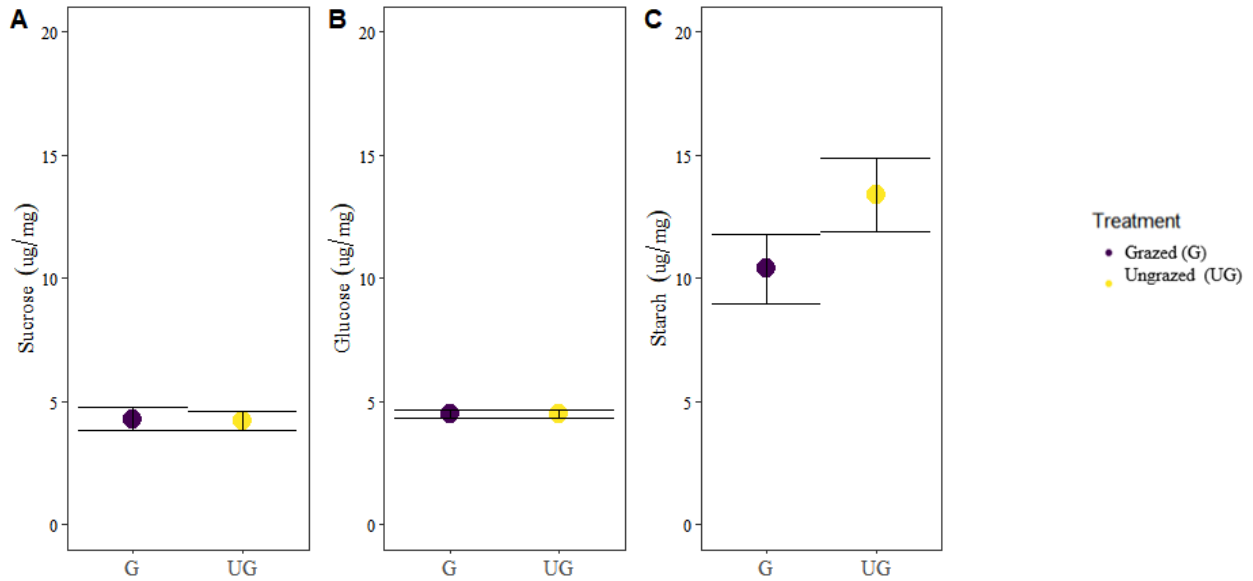 A
20
15
10
5
0
Sucrose (ug/mg)
G UG
B
20
15
10
5
0
Glucose (ug/mg)
G UG
C
20
15
10
5
0
Starch (ug/mg)
G UG
Treatment
Grazed (G)
Ungrazed (UG)